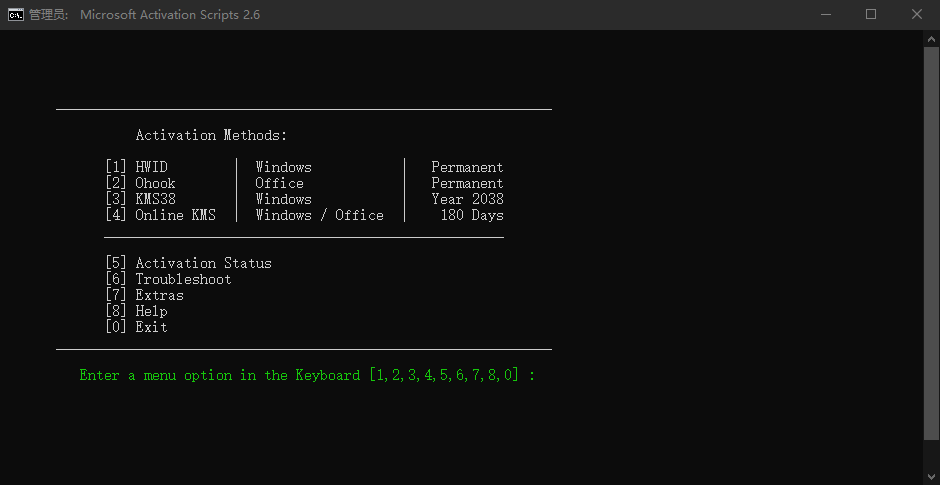 管理员: Microsoft Activation Scripts 2.6
Activation Methods:
[1] HWID | Windows | Permanent
[2] Ohook | Office | Permanent
[3] KMS38 | Windows | Year 2038
[4] Online KMS | Windows / Office | 180 Days
[5] Activation Status
[6] Troubleshoot
[7] Extras
[8] Help
[0] Exit
Enter a menu option in the Keyboard [1,2,3,4,5,6,7,8,0] :